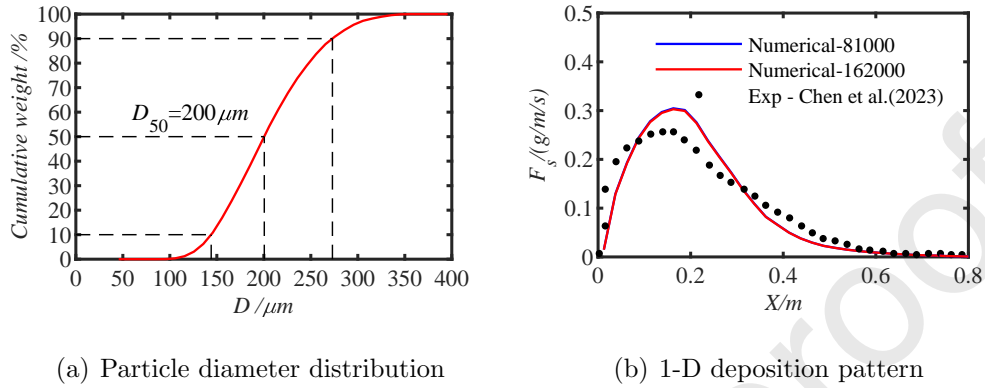 100
90
80
70
60
50
40
30
20
10
0
Cumulative weight /%
D50=200 μm
0 50 100 150 200 250 300 350 400
D /μm
(a) Particle diameter distribution
0.5
0.4
0.3
0.2
0.1
0
Fs/(g/m/s)
Numerical-81000
Numerical-162000
Exp - Chen et al.(2023)
0 0.2 0.4 0.6 0.8
X/m
(b) 1-D deposition pattern
proof